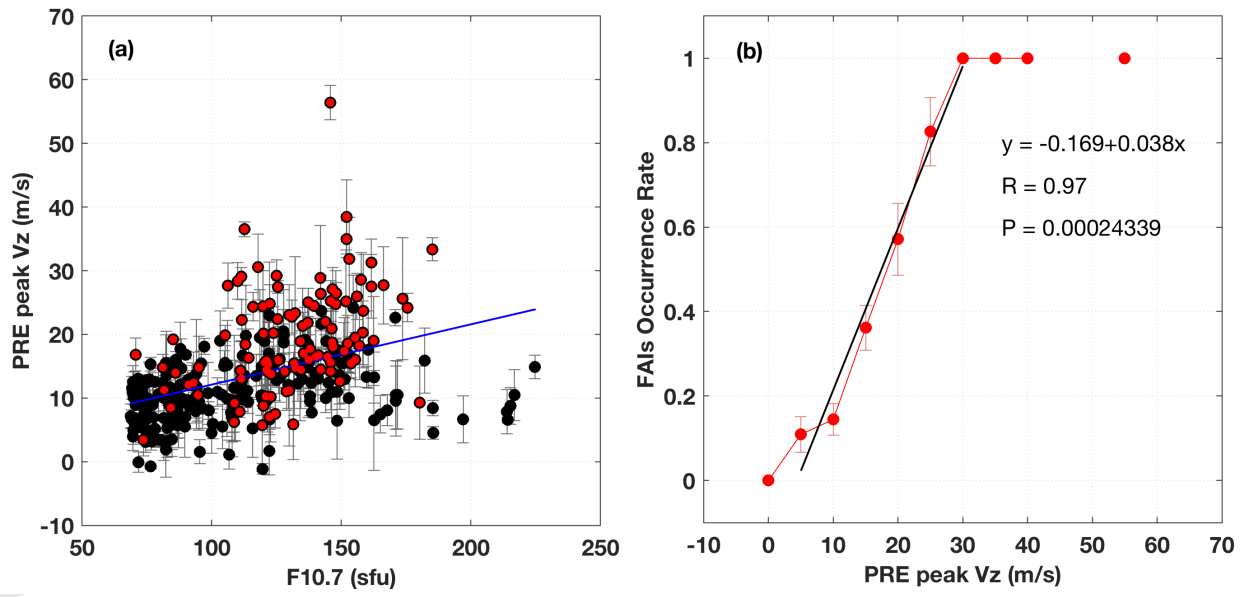 (a)
70
60
50
40
30
20
10
0
-10
PRE peak Vz (m/s)
50 100 150 200 250
F10.7 (sfu)
(b)
1
0.8
0.6
0.4
0.2
0
FAIs Occurrence Rate
y = -0.169+0.038x
R = 0.97
P = 0.00024339
-10 0 10 20 30 40 50 60 70
PRE peak Vz (m/s)